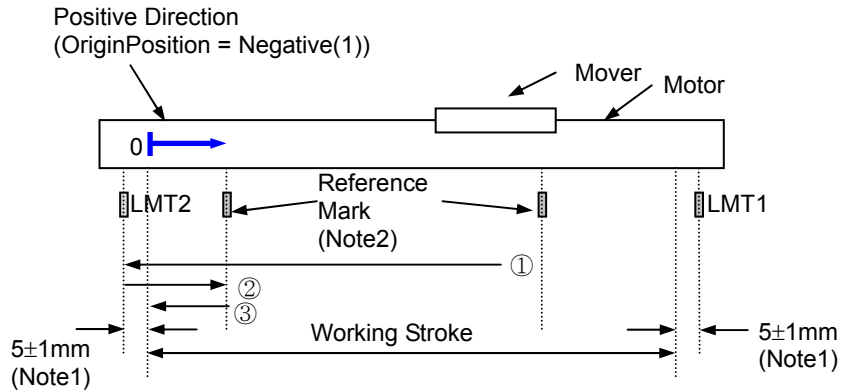 Positive Direction
(OriginPosition = Negative(1))
Mover
Motor
0
LMT2
Reference
Mark
(Note2)
LMT1
①
②
③
5±1mm
(Note1)
Working Stroke
5±1mm
(Note1)